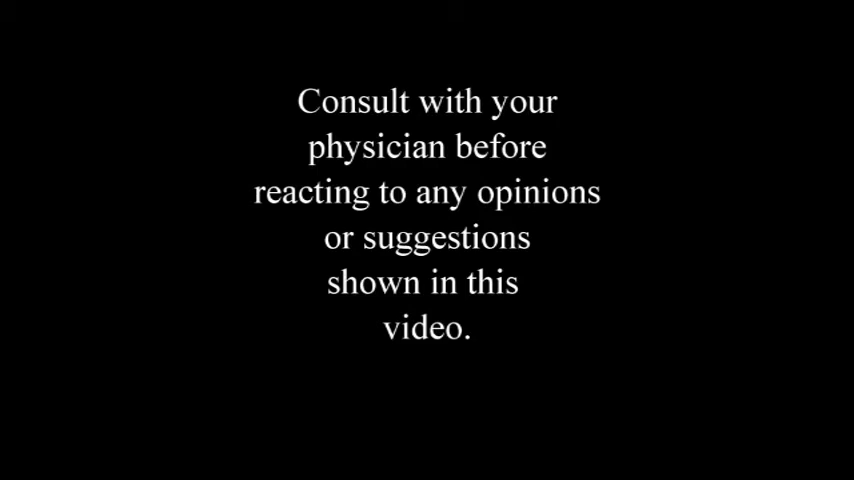 Consult with your
physician before
reacting to any opinions
or suggestions
shown in this
video.